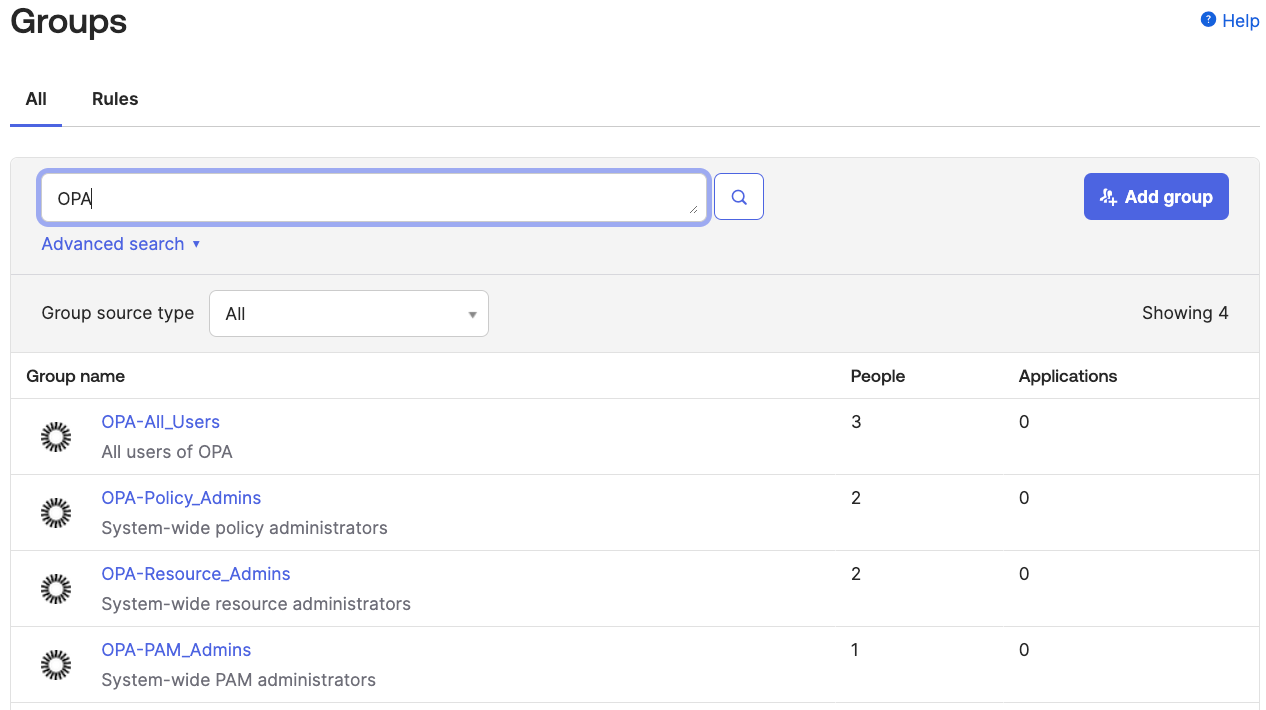 Groups
? Help
All Rules
OPA
Add group
Advanced search ▼
Group source type All Showing 4
Group name People Applications
OPA-All_Users 3 0
All users of OPA
OPA-Policy_Admins 2 0
System-wide policy administrators
OPA-Resource_Admins 2 0
System-wide resource administrators
OPA-PAM_Admins 1 0
System-wide PAM administrators